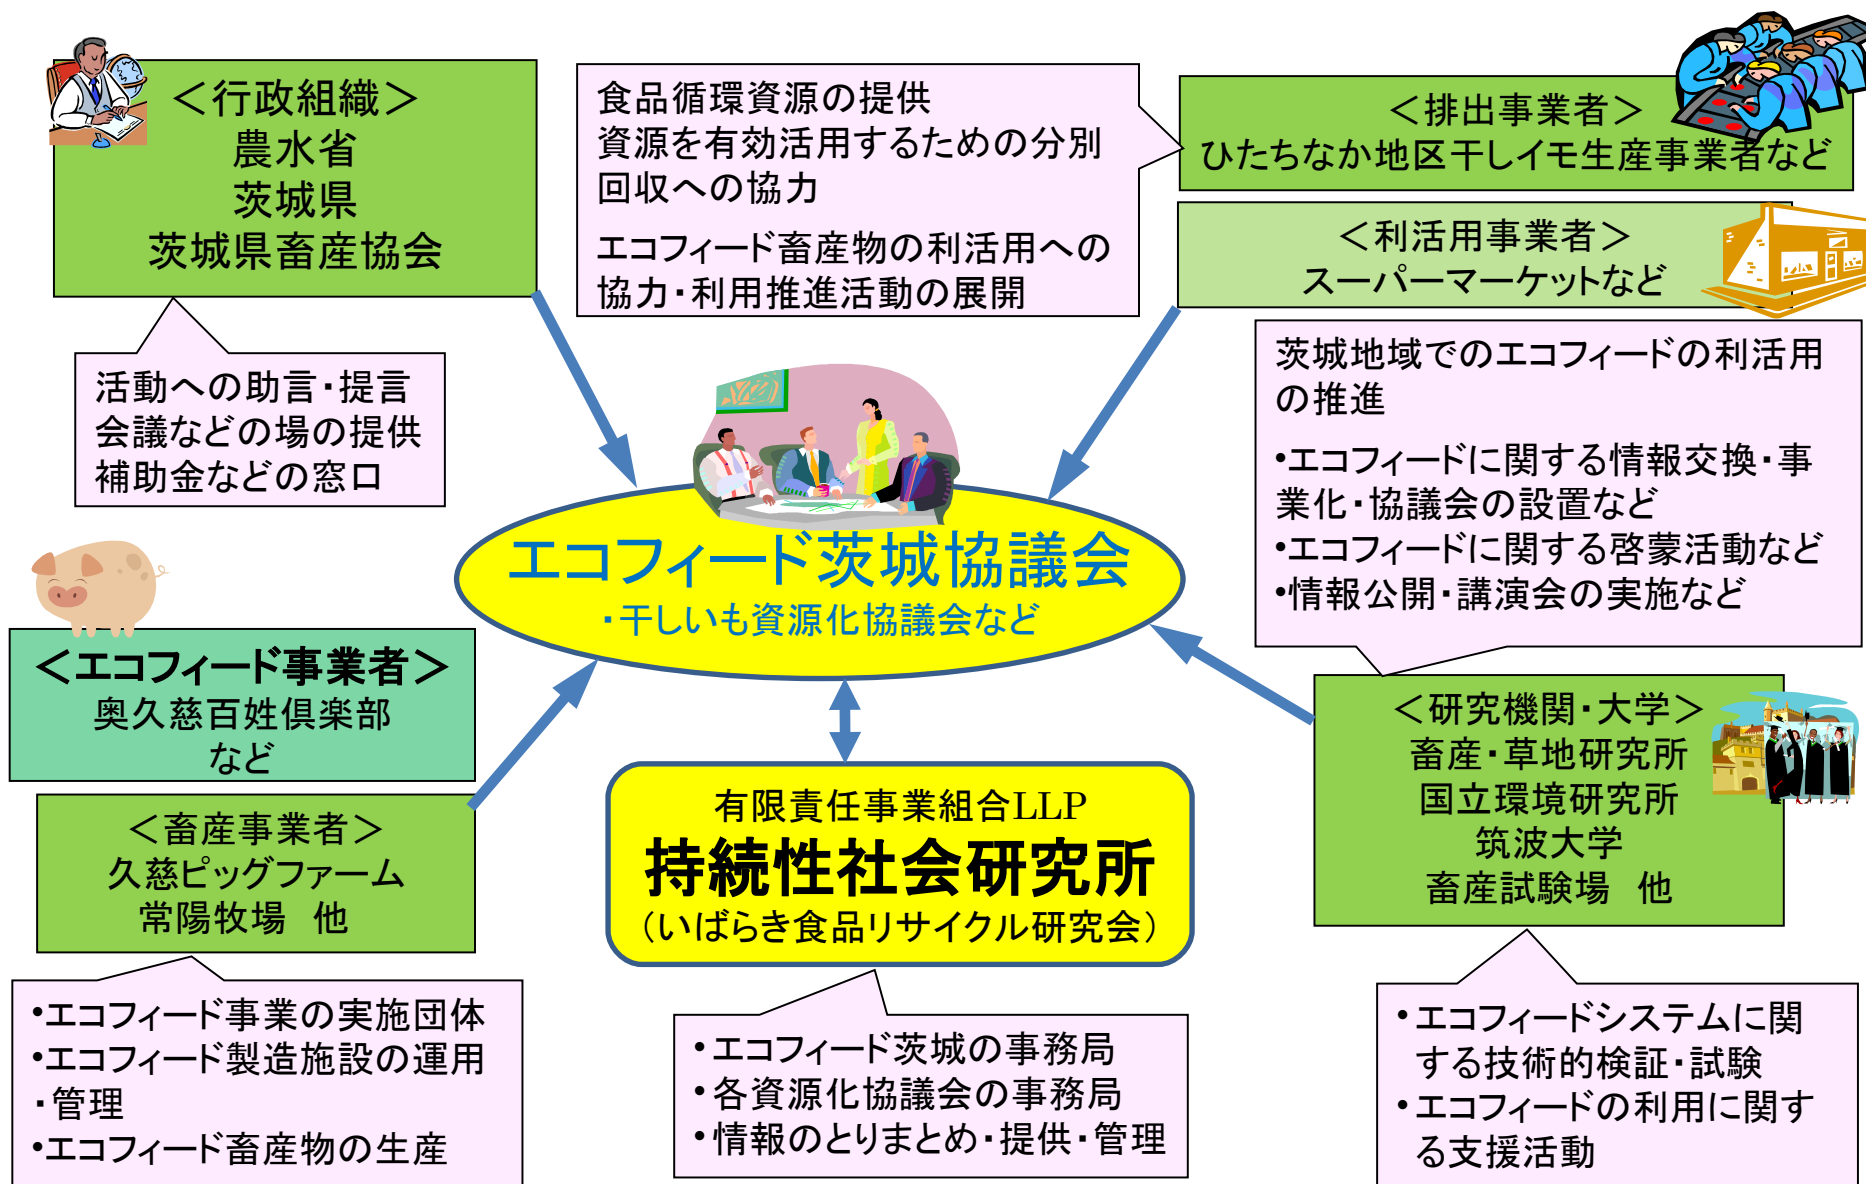 ＜行政組織＞
農水省
茨城県
茨城県畜産協会
活動への助言・提言
会議などの場の提供
補助金などの窓口
食品循環資源の提供
資源を有効活用するための分別
回収への協力
エコフィード畜産物の利活用への
協力・利用推進活動の展開
＜排出事業者＞
ひたちなか地区干しイモ生産事業者など
＜利活用事業者＞
スーパーマーケットなど
茨城地域でのエコフィードの利活用
の推進
•エコフィードに関する情報交換・事
業化・協議会の設置など
•エコフィードに関する啓蒙活動など
•情報公開・講演会の実施など
エコフィード茨城協議会
・干しいも資源化協議会など
＜エコフィード事業者＞
奥久慈百姓倶楽部
など
＜畜産事業者＞
久慈ピッグファーム
常陽牧場　他
•エコフィード事業の実施団体
•エコフィード製造施設の運用
・管理
•エコフィード畜産物の生産
有限責任事業組合LLP
持続性社会研究所
（いばらき食品リサイクル研究会）
•エコフィード茨城の事務局
•各資源化協議会の事務局
•情報のとりまとめ・提供・管理
＜研究機関・大学＞
畜産・草地研究所
国立環境研究所
筑波大学
畜産試験場　他
•エコフィードシステムに関
する技術的検証・試験
•エコフィードの利用に関す
る支援活動